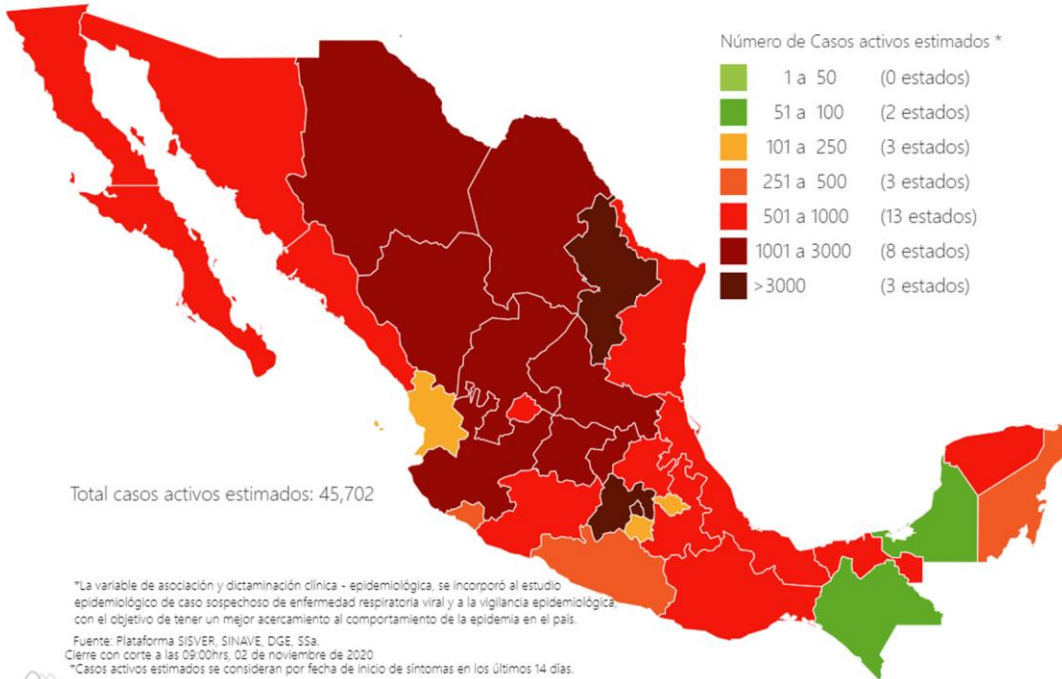 Número de Casos activos estimados *
1 a 50 (0 estados)
51 a 100 (2 estados)
101 a 250 (3 estados)
251 a 500 (3 estados)
501 a 1000 (13 estados)
1001 a 3000 (8 estados)
>3000 (3 estados)
Total casos activos estimados: 45,702
*La variable de asociación y dictaminación clínica - epidemiológica, se incorporó al estudio
epidemiológico de caso sospechoso de enfermedad respiratoria viral y a la vigilancia epidemiológica,
con el objetivo de tener un mejor acercamiento al comportamiento de la epidemia en el país.
Fuente: Plataforma SISVER, SINAVE, DGE, SSa.
Cierre con corte a las 09:00hrs, 02 de noviembre de 2020
*Casos activos estimados se consideran por fecha de inicio de síntomas en los últimos 14 días.